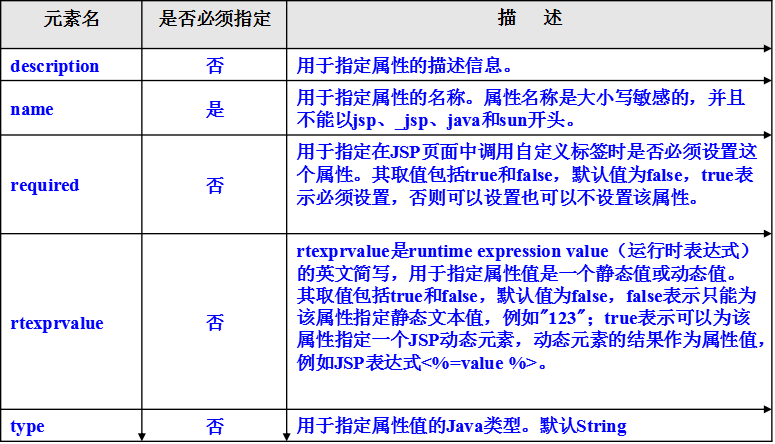 元素名 是否必须指定 描 述
description 否 用于指定属性的描述信息。
name 是 用于指定属性的名称。属性名称是大小写敏感的，并且
不能以jsp、_jsp、java和sun开头。
required 否 用于指定在JSP页面中调用自定义标签时是否必须设置这
个属性。其取值包括true和false，默认值为false，true表
示必须设置，否则可以设置也可以不设置该属性。
rtexprvalue 否 rtexprvalue是runtime expression value（运行时表达式）
的英文简写，用于指定属性值是一个静态值或动态值。
其取值包括true和false，默认值为false，false表示只能为
该属性指定静态文本值，例如"123"；true表示可以为该
属性指定一个JSP动态元素，动态元素的结果作为属性值，
例如JSP表达式<%=value %>。
type 否 用于指定属性值的Java类型。默认String